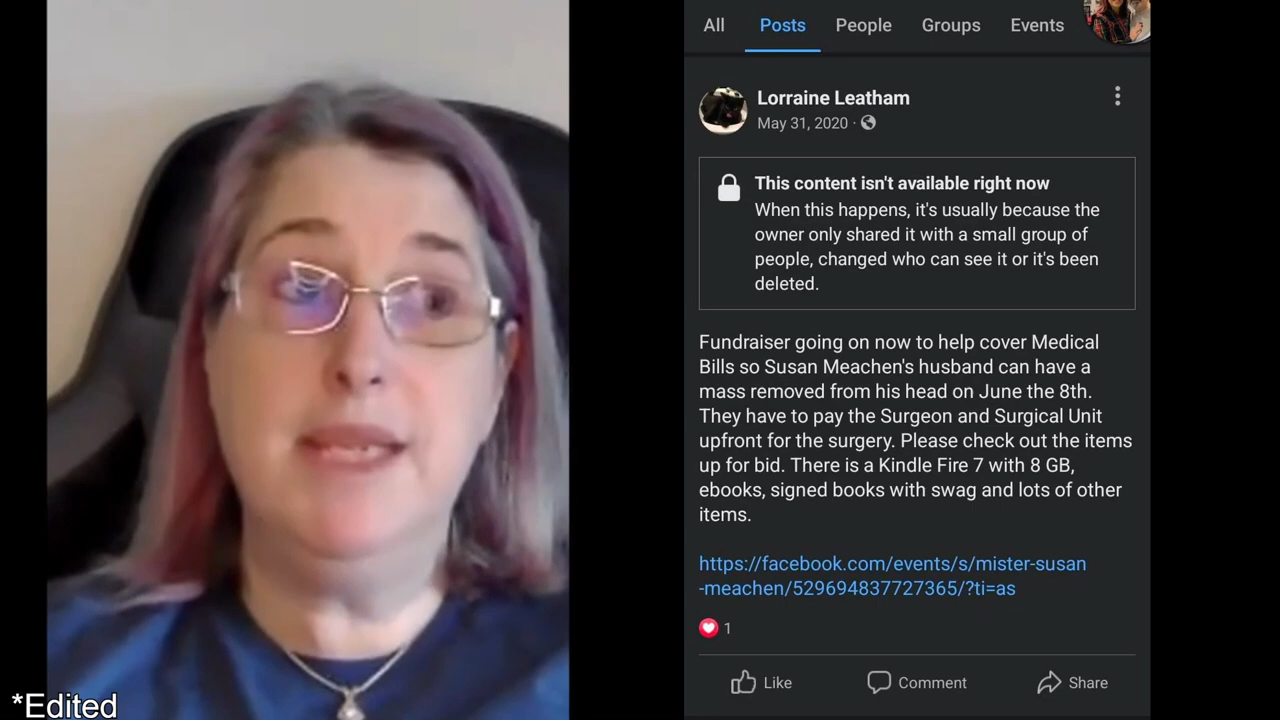 All Posts People Groups Events
Lorraine Leatham
May 31, 2020 ·
This content isn't available right now
When this happens, it's usually because the
owner only shared it with a small group of
people, changed who can see it or it's been
deleted.
Fundraiser going on now to help cover Medical
Bills so Susan Meachen's husband can have a
mass removed from his head on June the 8th.
They have to pay the Surgeon and Surgical Unit
upfront for the surgery. Please check out the items
up for bid. There is a Kindle Fire 7 with 8 GB,
ebooks, signed books with swag and lots of other
items.
https://facebook.com/events/s/mister-susan
-meachen/529694837727365/?ti=as
1
Like Comment Share
*Edited